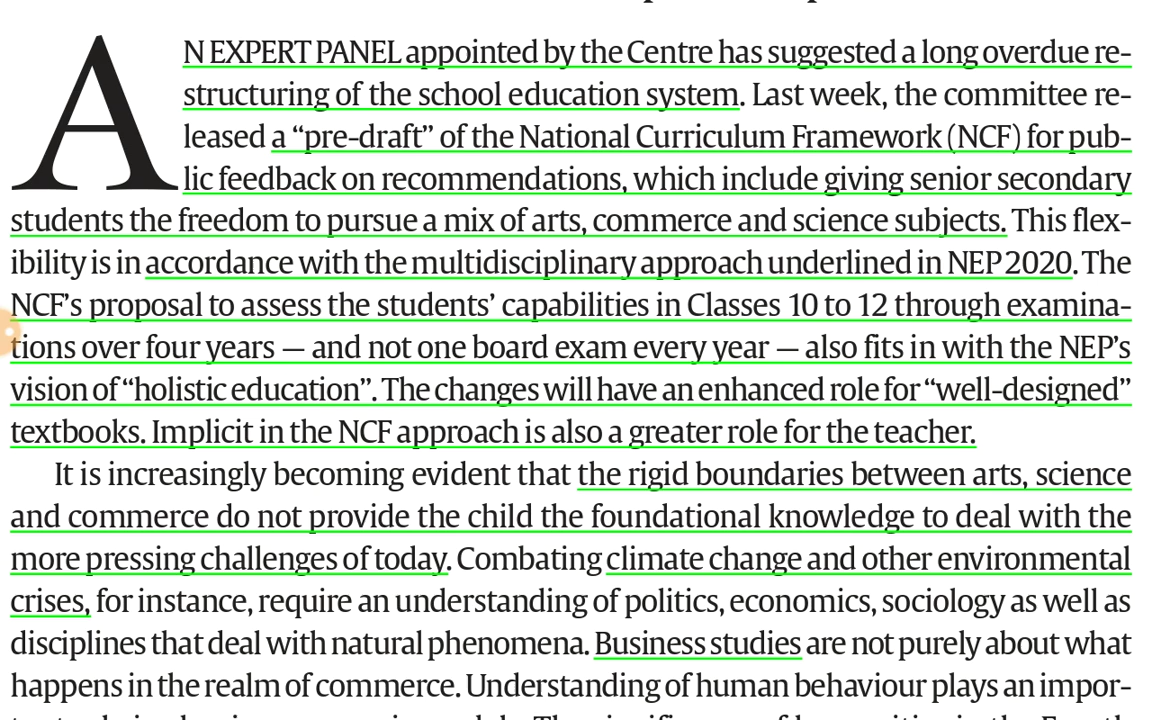 AN EXPERT PANEL appointed by the Centre has suggested a long overdue re-
structuring of the school education system. Last week, the committee re-
leased a “pre-draft” of the National Curriculum Framework (NCF) for pub-
lic feedback on recommendations, which include giving senior secondary
students the freedom to pursue a mix of arts, commerce and science subjects. This flex-
ibility is in accordance with the multidisciplinary approach underlined in NEP 2020. The
NCF’s proposal to assess the students’ capabilities in Classes 10 to 12 through examina-
tions over four years — and not one board exam every year — also fits in with the NEP’s
vision of “holistic education”. The changes will have an enhanced role for “well-designed”
textbooks. Implicit in the NCF approach is also a greater role for the teacher.
It is increasingly becoming evident that the rigid boundaries between arts, science
and commerce do not provide the child the foundational knowledge to deal with the
more pressing challenges of today. Combating climate change and other environmental
crises, for instance, require an understanding of politics, economics, sociology as well as
disciplines that deal with natural phenomena. Business studies are not purely about what
happens in the realm of commerce. Understanding of human behaviour plays an impor-